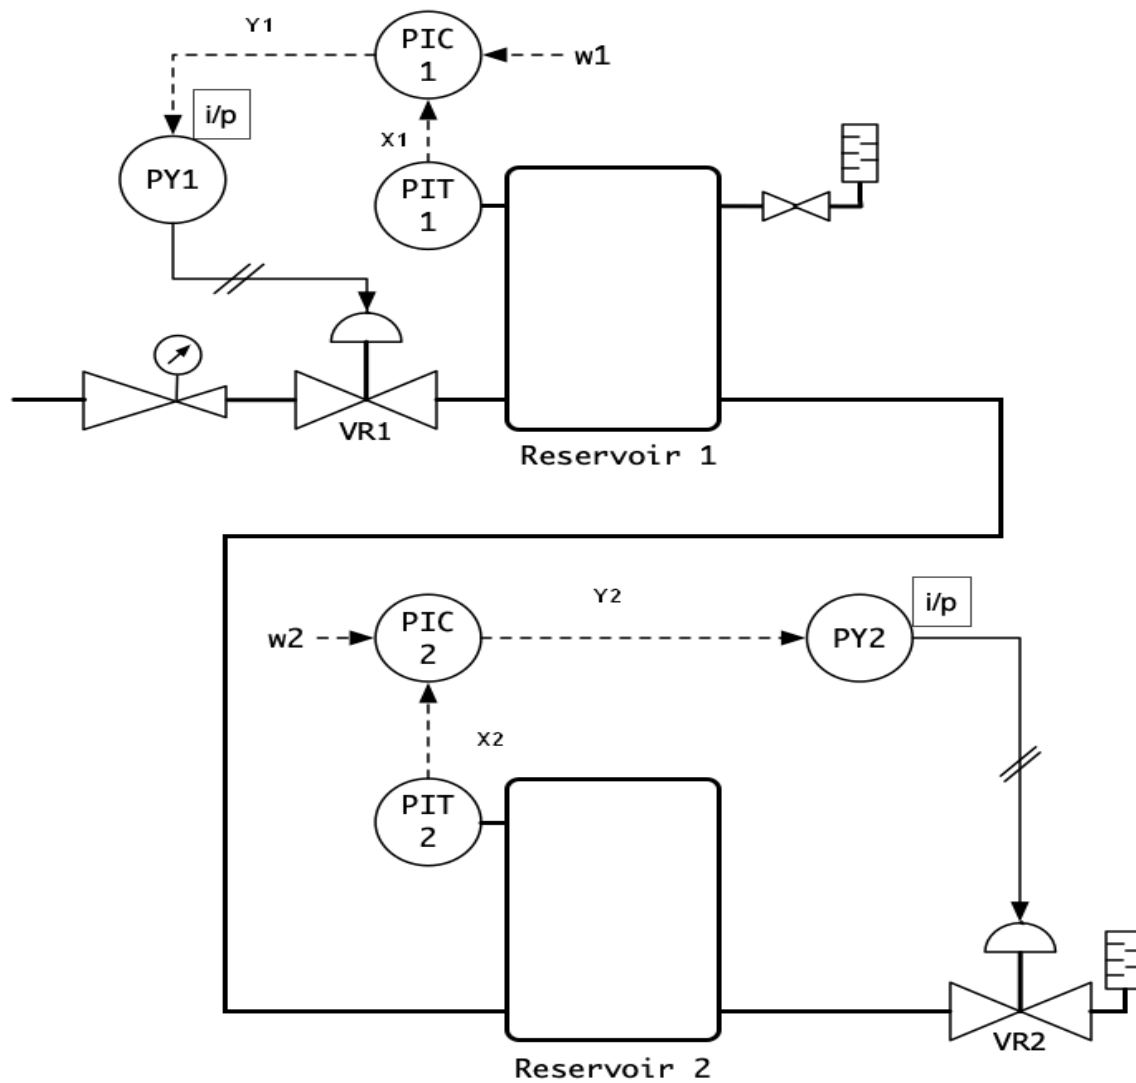 Y1
PIC
1
w1
i/p
X1
PY1
PIT
1
VR1
Reservoir 1
Y2
i/p
w2
PIC
2
PY2
X2
PIT
2
VR2
Reservoir 2